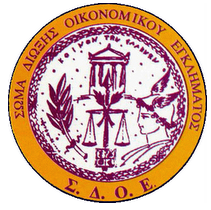 ΣΩΜΑ ΔΙΩΞΗΣ ΟΙΚΟΝΟΜΙΚΟΥ ΕΓΚΛΗΜΑΤΟΣ
Σ. Δ. Ο. Ε.